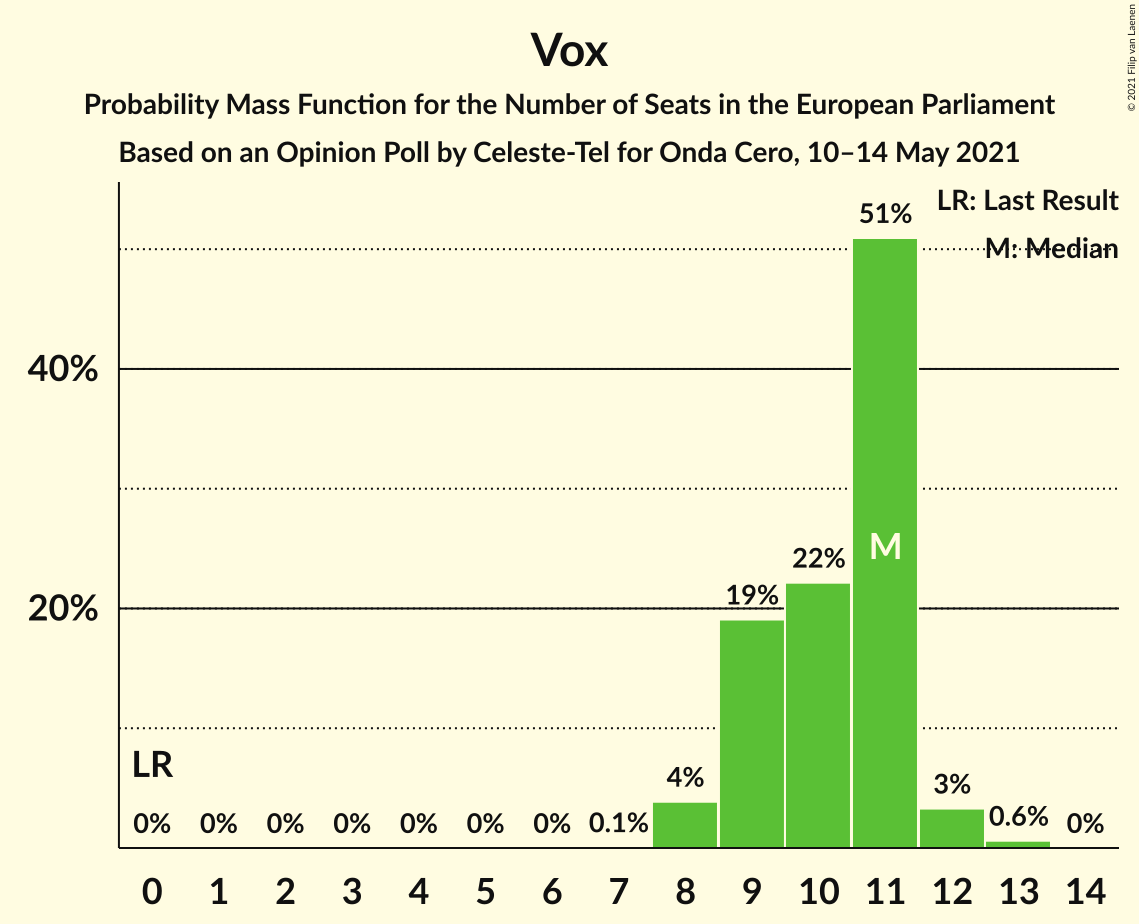 Vox
Probability Mass Function for the Number of Seats in the European Parliament
Based on an Opinion Poll by Celeste-Tel for Onda Cero, 10–14 May 2021
© 2021 Filip van Laenen
LR: Last Result
M: Median
51%
40%
M
22%
19%
20%
LR
4%
3%
0% 0% 0% 0% 0% 0% 0% 0.1% 0.6% 0%
0 1 2 3 4 5 6 7 8 9 10 11 12 13 14